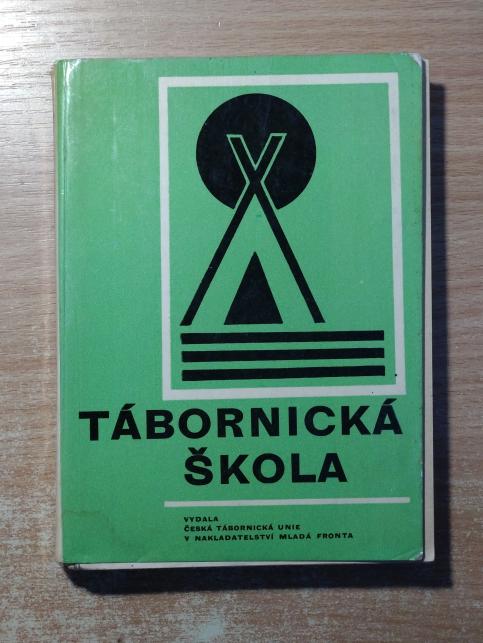 TÁBORNICKÁ
ŠKOLA
VYDALA
ČESKÁ TÁBORNICKÁ UNIE
V NAKLADATELSTVÍ MLADÁ FRONTA